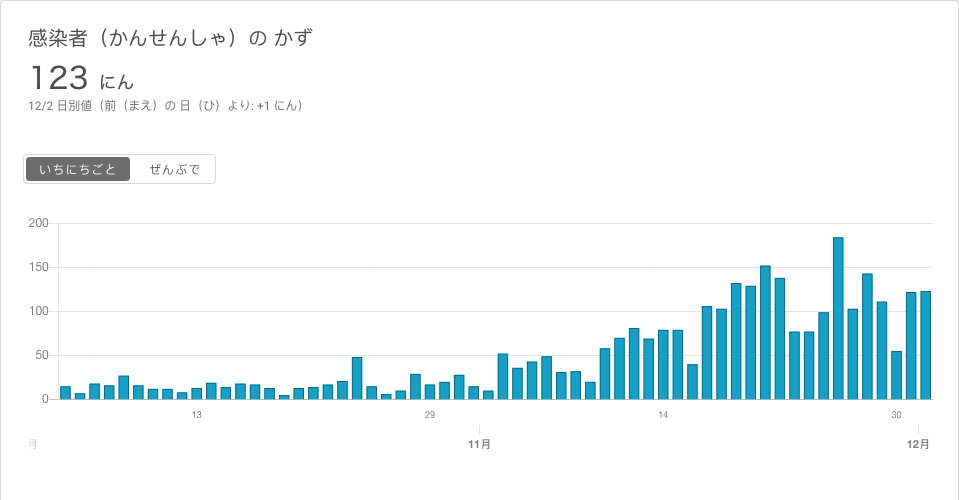 感染者（かんせんしゃ）の かず
123 にん
12/2 日別値（前（まえ）の 日（ひ）より: +1 にん）
いちにちごと ぜんぶで
200
150
100
50
0
13 29 14 30
月 11月 12月